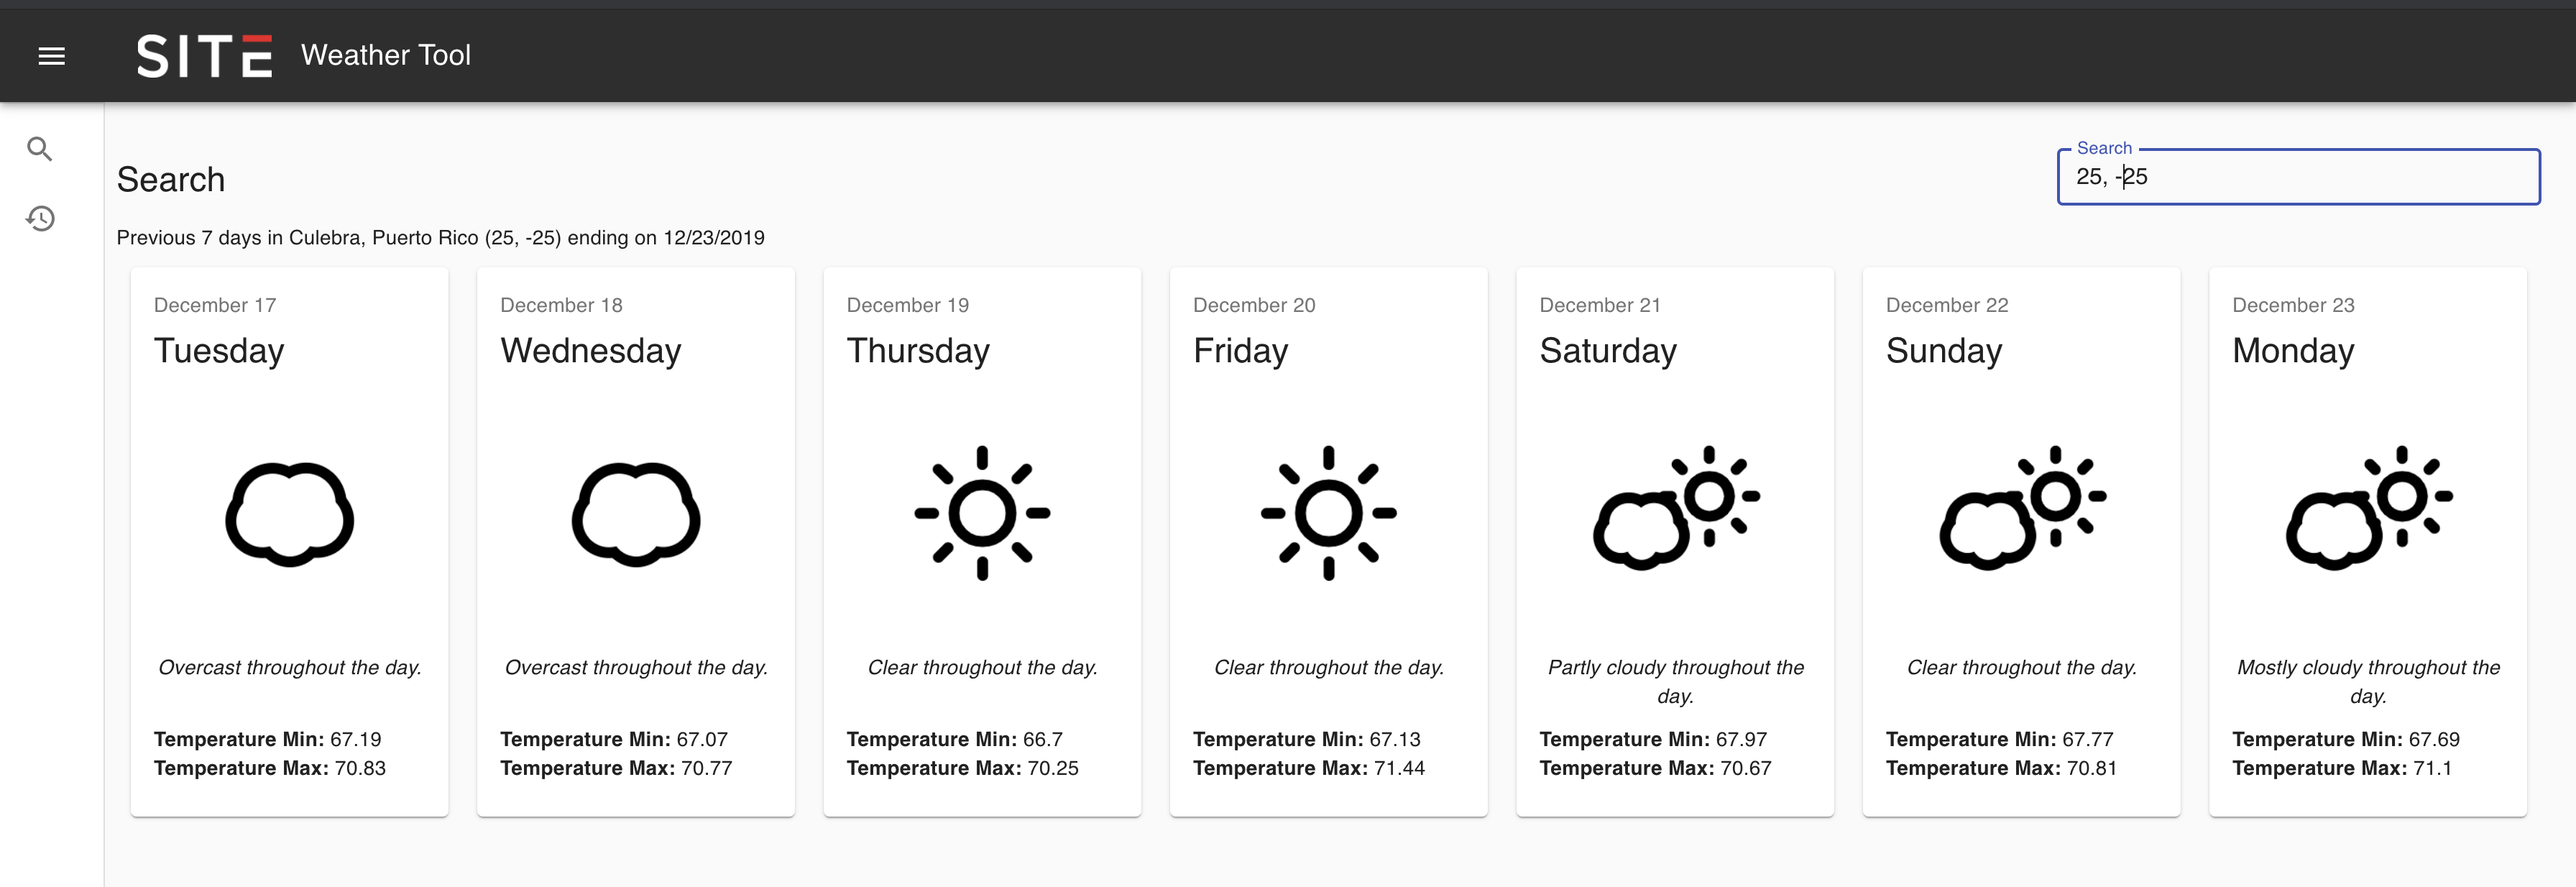 SITE Weather Tool
Search
Search
25, -25
Previous 7 days in Culebra, Puerto Rico (25, -25) ending on 12/23/2019
December 17
Tuesday
Overcast throughout the day.
Temperature Min: 67.19
Temperature Max: 70.83
December 18
Wednesday
Overcast throughout the day.
Temperature Min: 67.07
Temperature Max: 70.77
December 19
Thursday
Clear throughout the day.
Temperature Min: 66.7
Temperature Max: 70.25
December 20
Friday
Clear throughout the day.
Temperature Min: 67.13
Temperature Max: 71.44
December 21
Saturday
Partly cloudy throughout the
day.
Temperature Min: 67.97
Temperature Max: 70.67
December 22
Sunday
Clear throughout the day.
Temperature Min: 67.77
Temperature Max: 70.81
December 23
Monday
Mostly cloudy throughout the
day.
Temperature Min: 67.69
Temperature Max: 71.1